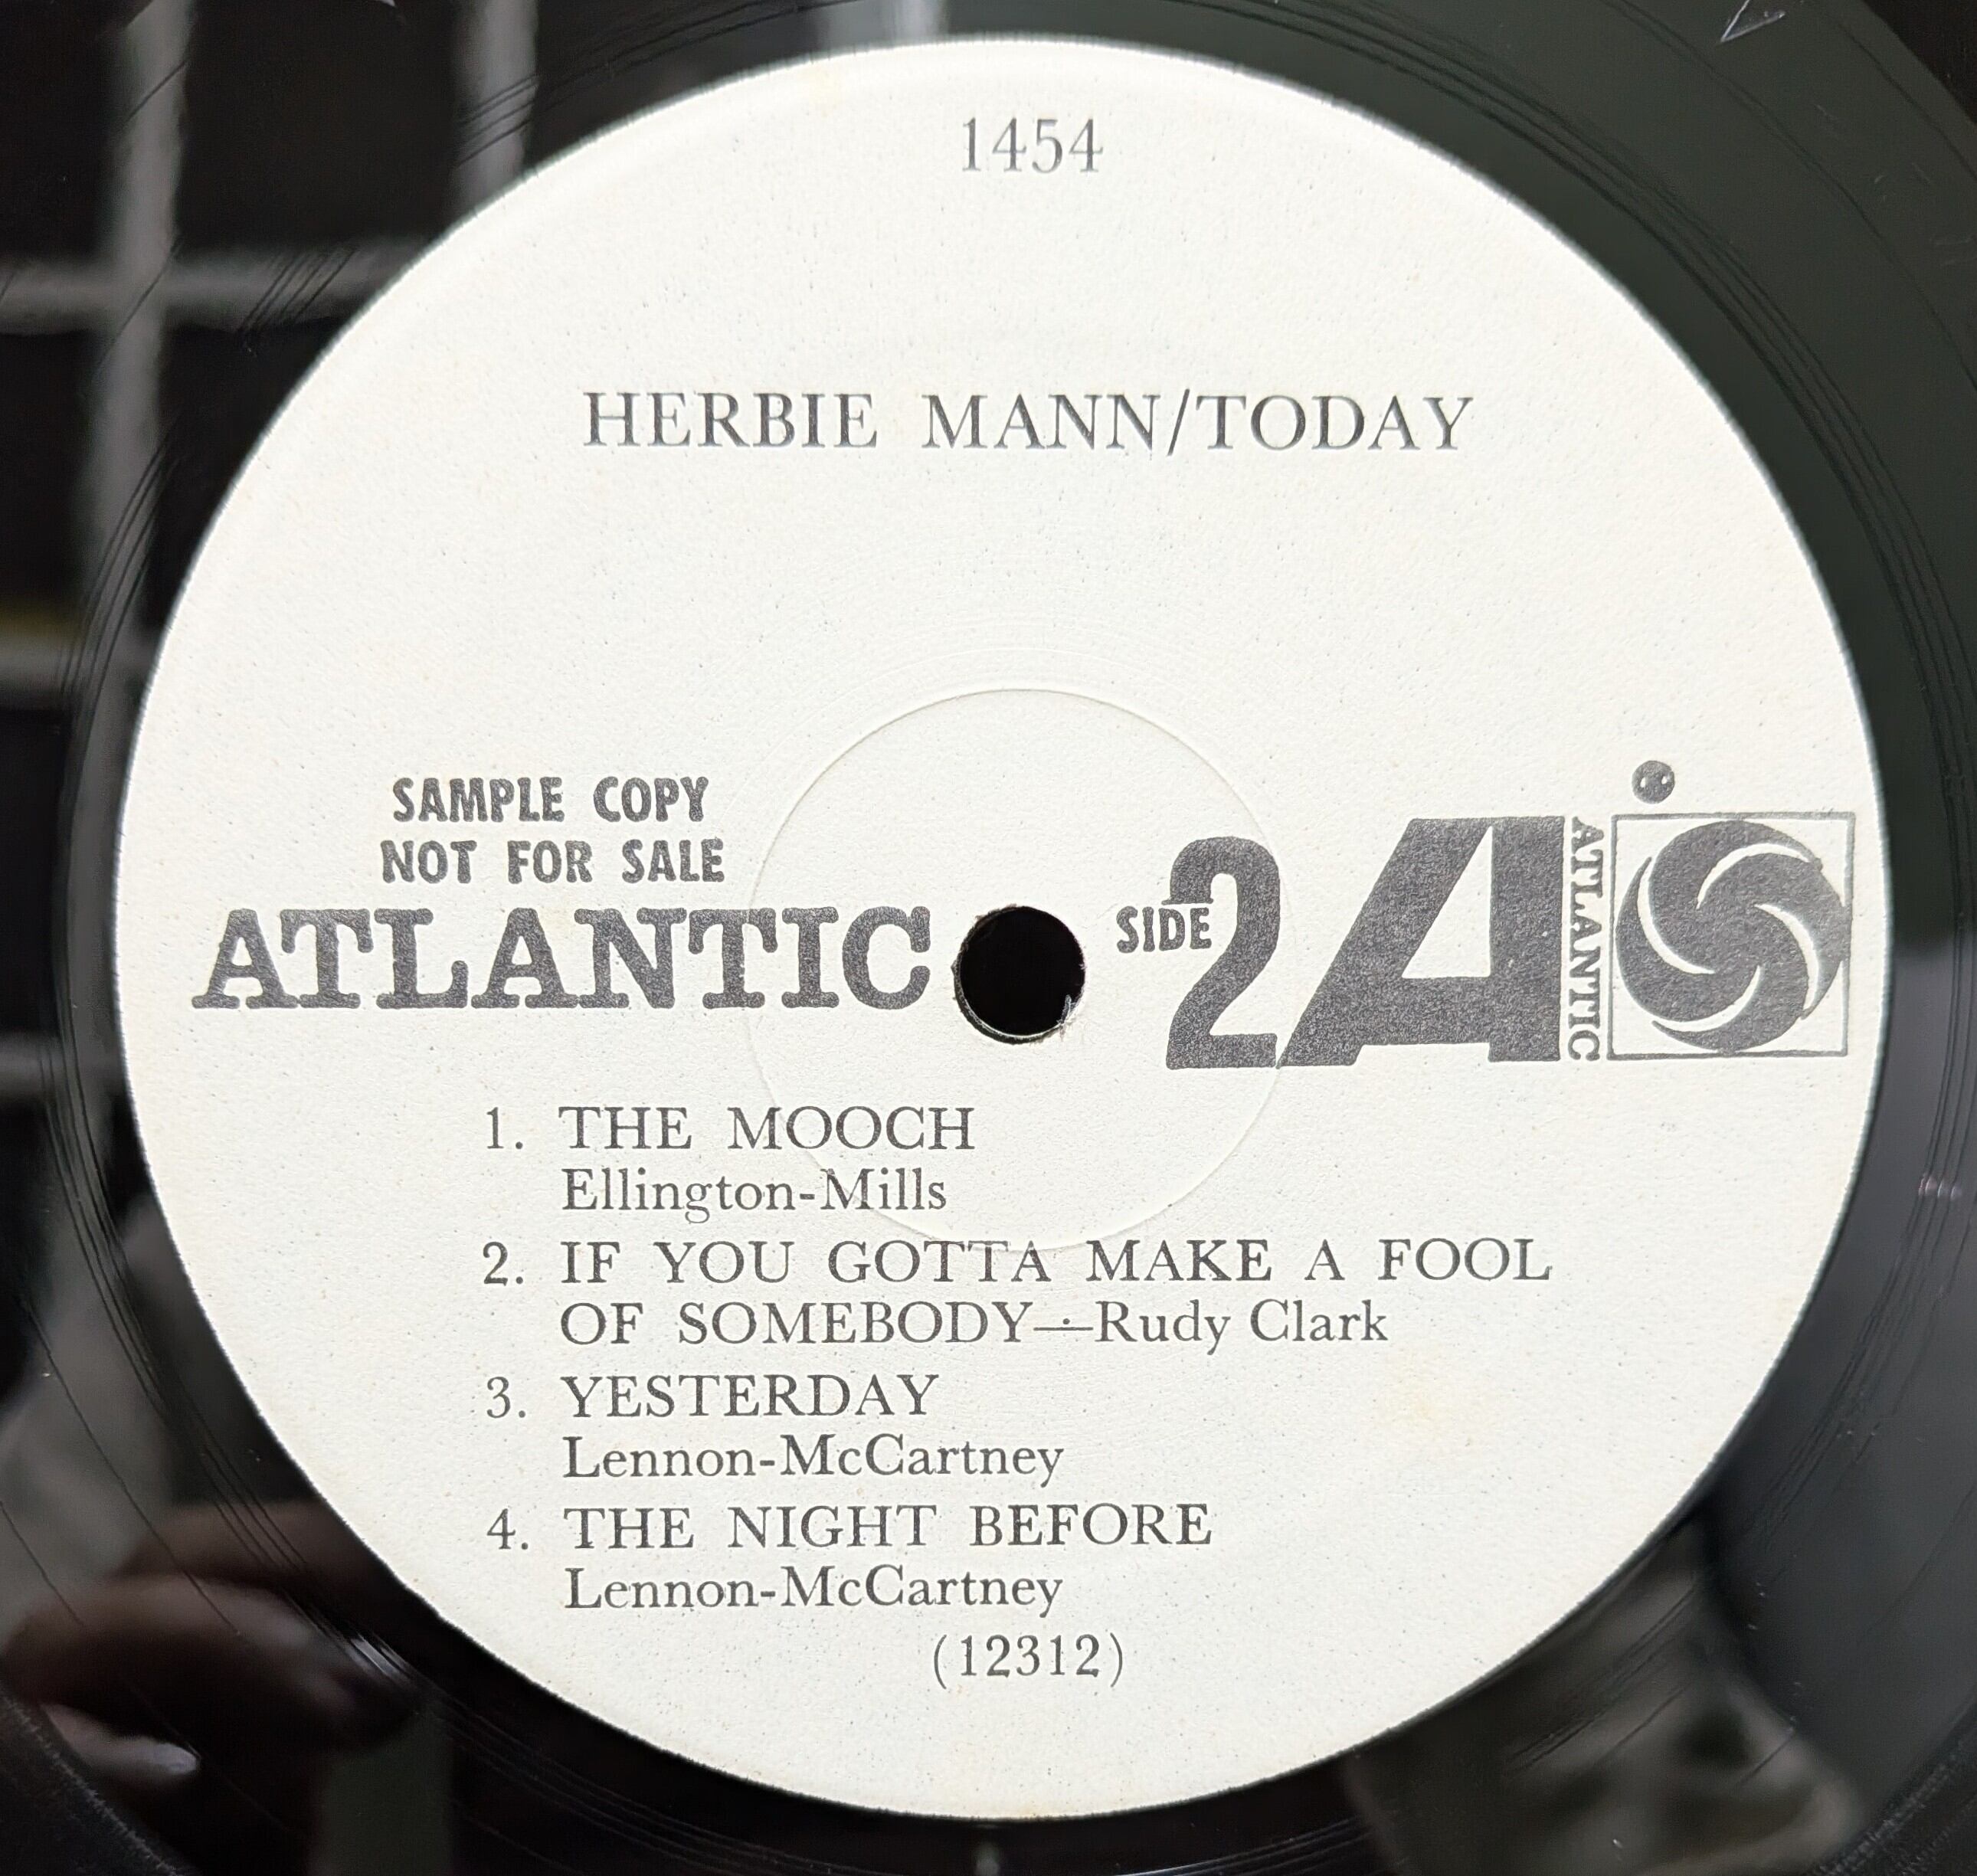 1454
HERBIE MANN/TODAY
SAMPLE COPY
NOT FOR SALE
ATLANTIC
SIDE 2
A
ATLANTIC
1. THE MOOCH
Ellington-Mills
2. IF YOU GOTTA MAKE A FOOL
OF SOMEBODY—Rudy Clark
3. YESTERDAY
Lennon-McCartney
4. THE NIGHT BEFORE
Lennon-McCartney
(12312)